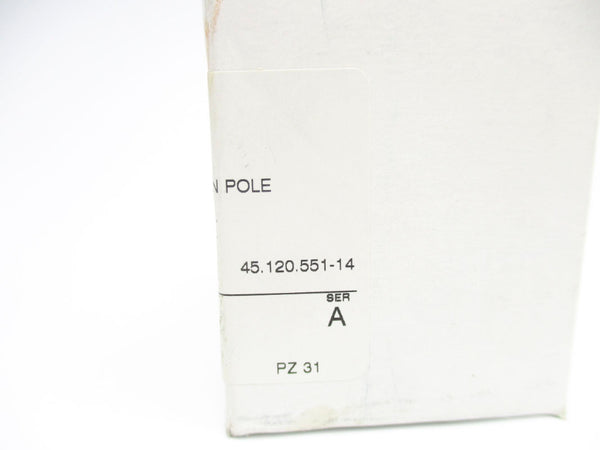 N POLE
45.120.551-14
SER
A
PZ 31